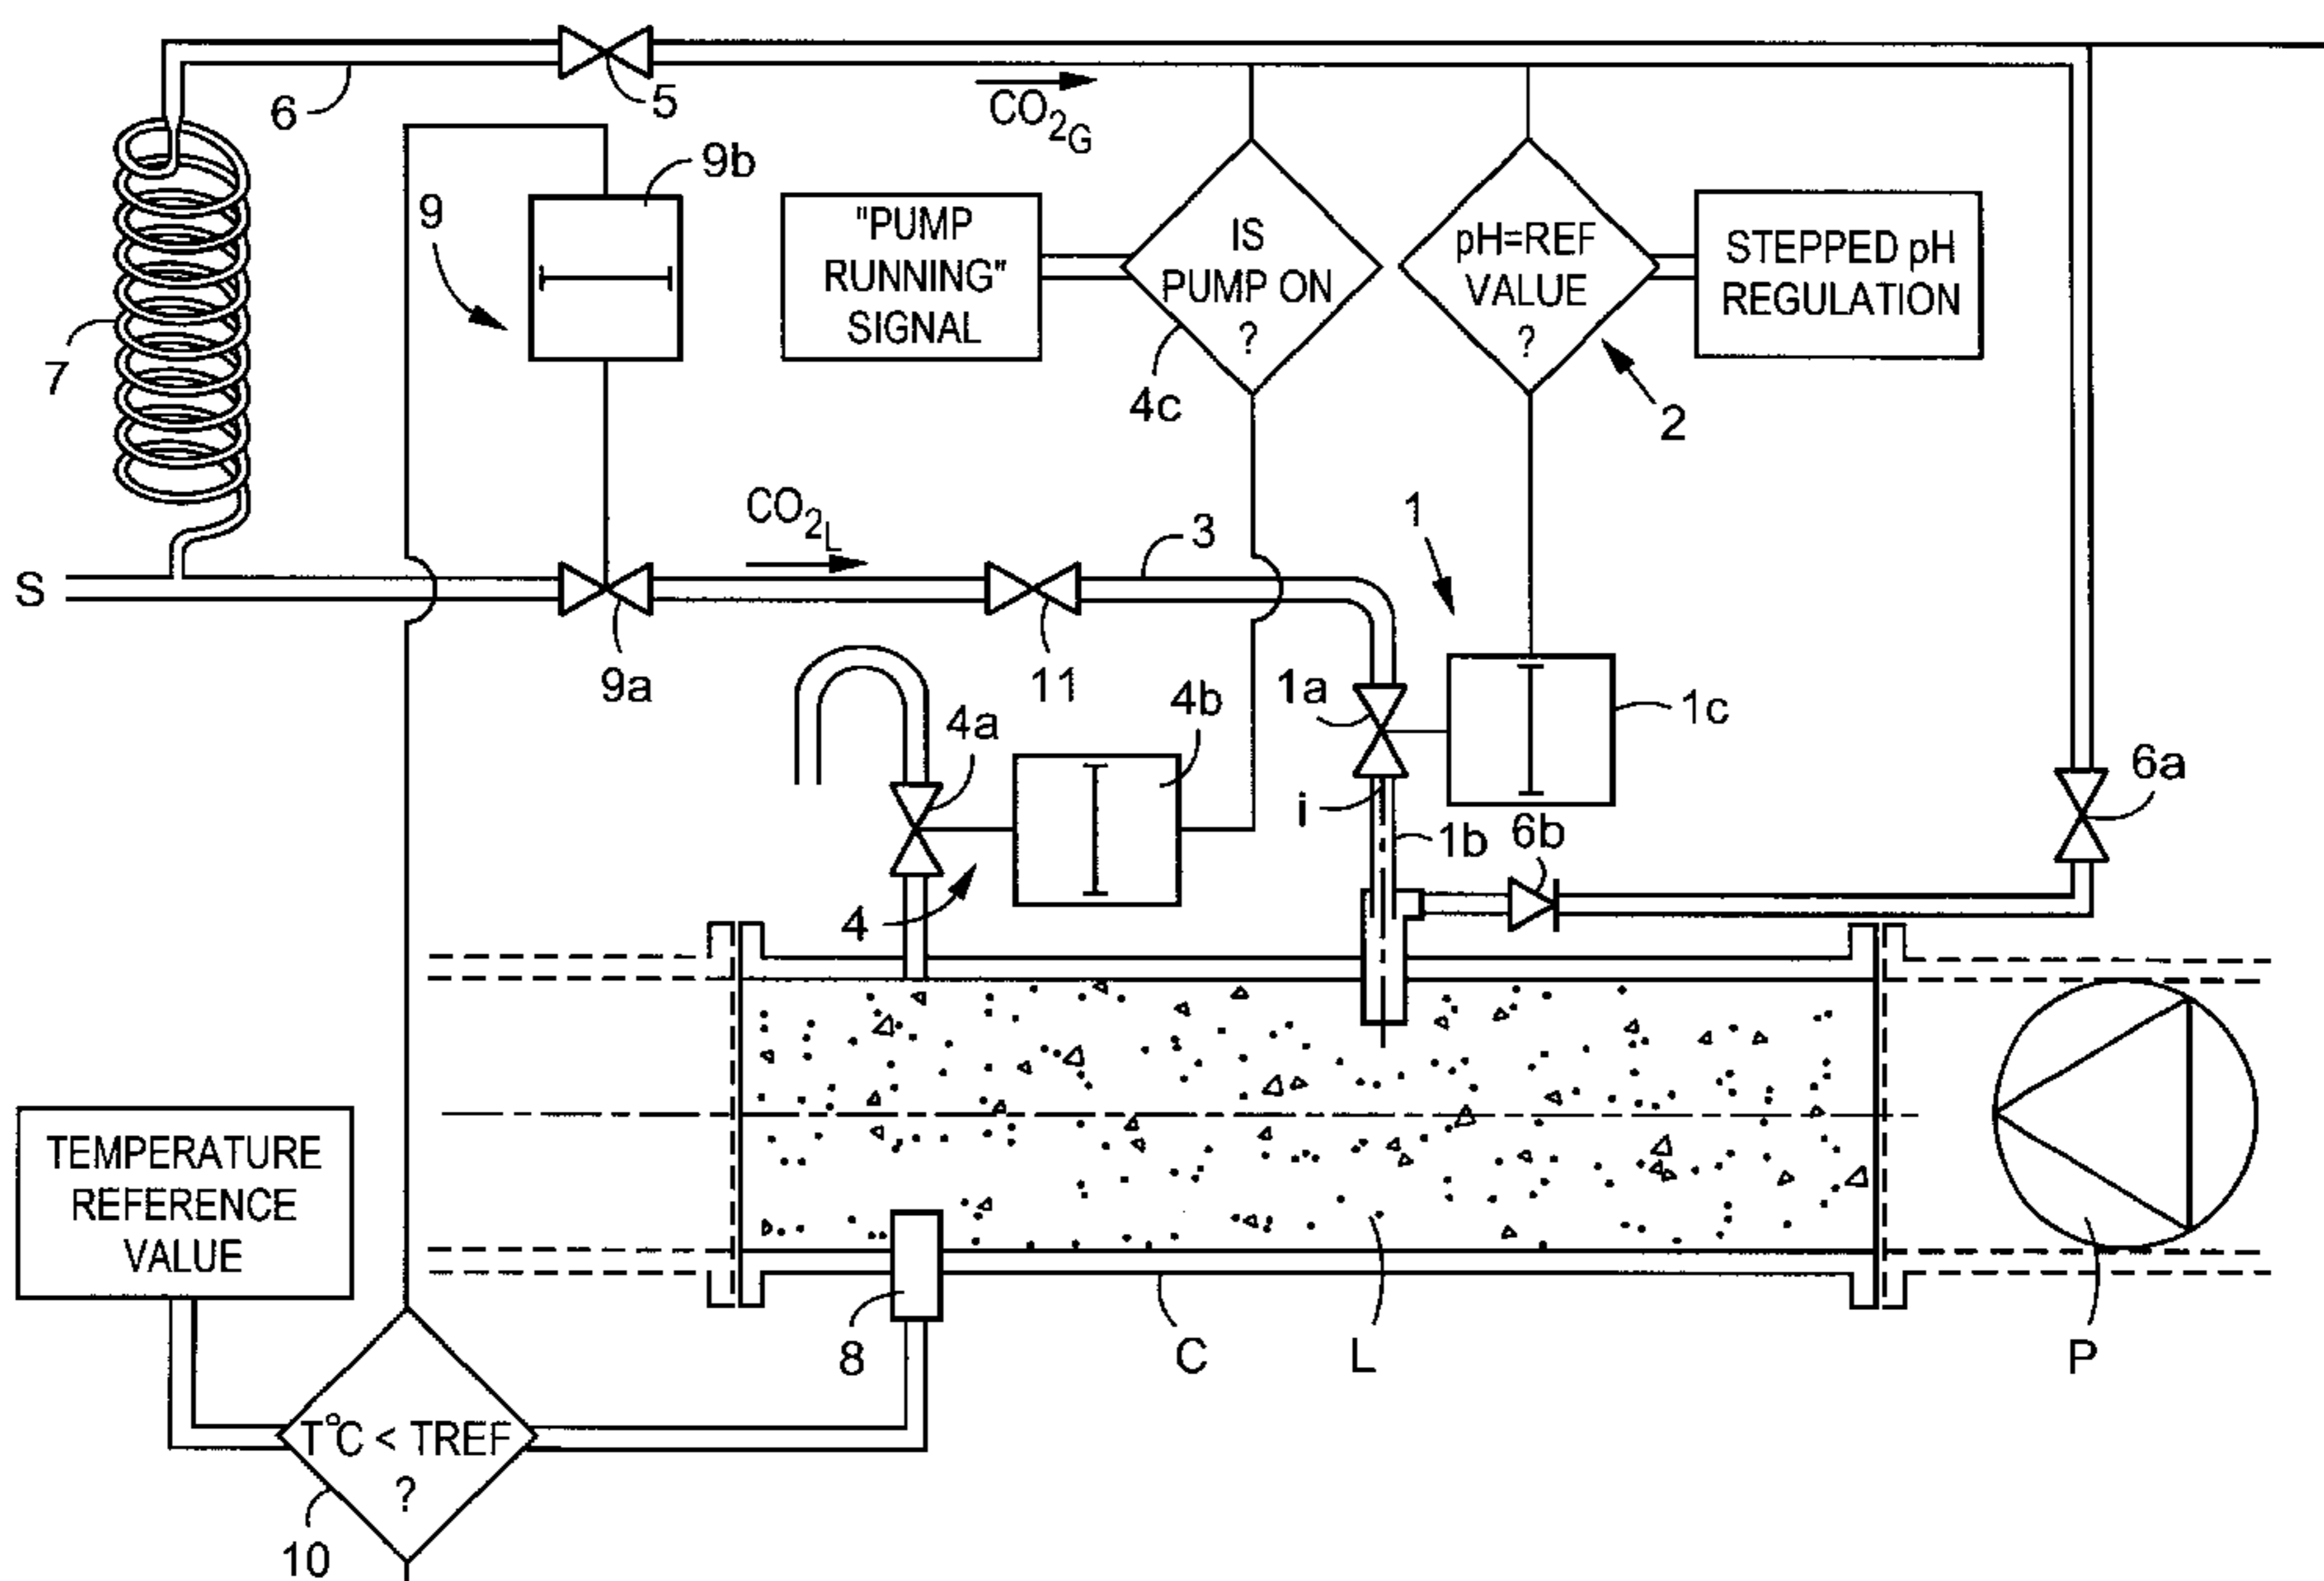 6
5
CO2G
9b
9
"PUMP
RUNNING"
SIGNAL
IS
PUMP ON
?
pH=REF
VALUE
?
STEPPED pH
REGULATION
7
4c
2
CO2L
3
1
S
9a
11
1a
4b
1c
4a
6a
i
1b
6b
4
TEMPERATURE
REFERENCE
VALUE
8
C
L
P
T°C < TREF
?
10